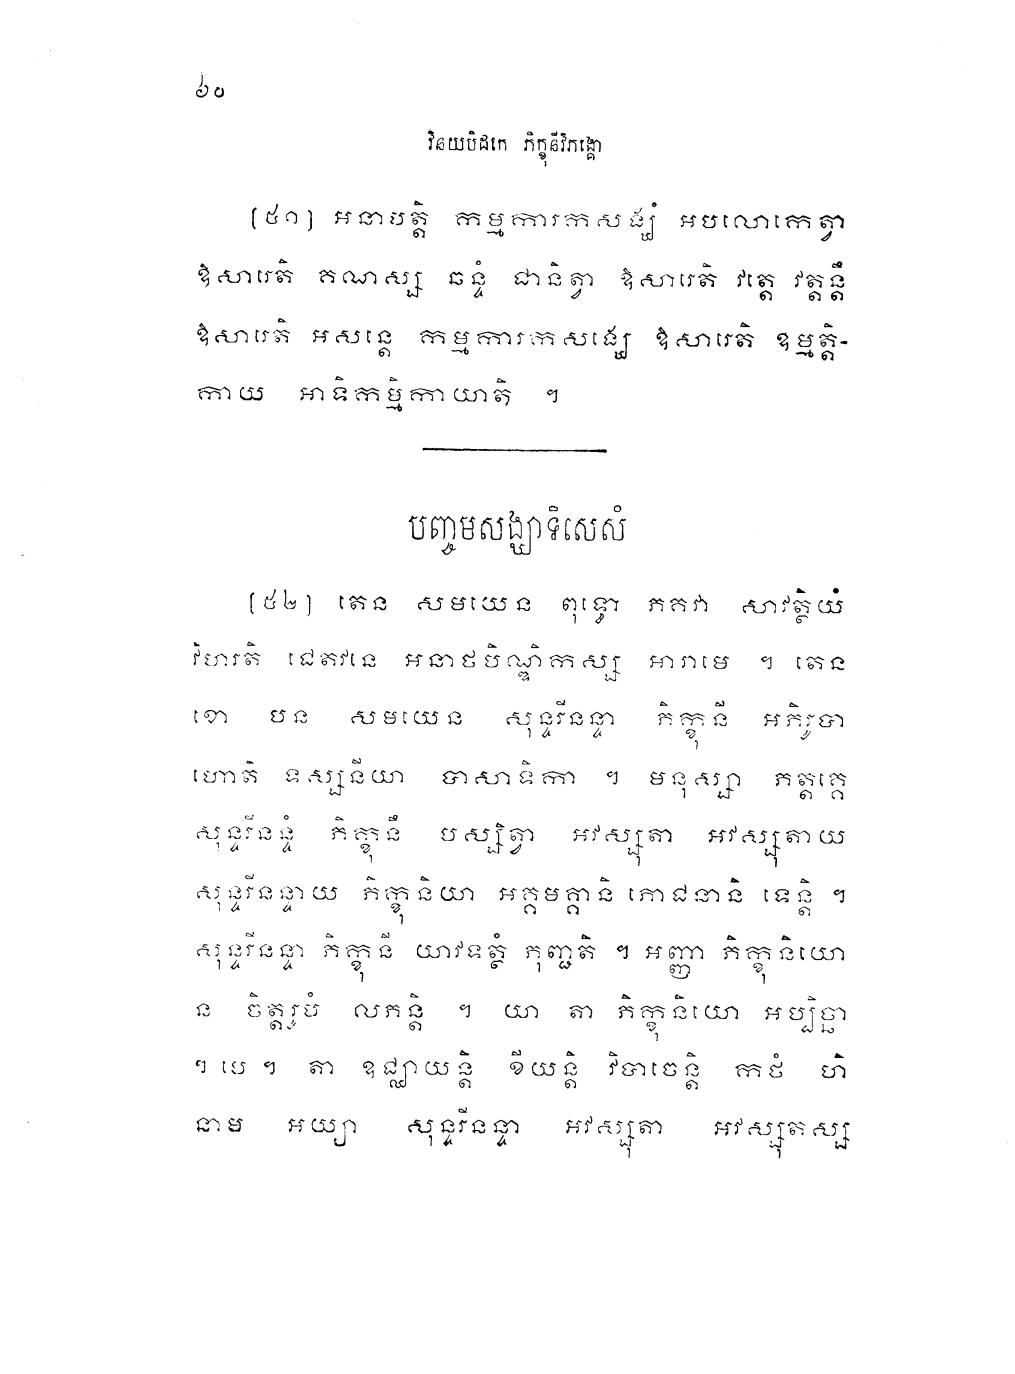 ៦០
វិនយបិដកេ ភិក្ខុនីវិភង្គោ
(៥១) អនាបត្តិ កម្មការកសង្ឃំ អបលោកេត្វា
ឱសារេតិ គណស្ស ឆន្ទំ ជានិត្វា ឱសារេតិ វត្តេ វត្តន្តឹ
ឱសារេតិ អសន្តេ កម្មការកសង្ឃេ ឱសារេតិ ឧម្មត្តិ-
កាយ អាទិកម្មិកាយាតិ ។
បញ្ចមសង្ឃាទិសេសំ
(៥២) តេន សមយេន ពុទ្ធោ ភគវា សាវត្ថិយំ
វិហរតិ ជេតវនេ អនាថបិណ្ឌិកស្ស អារាមេ ។ តេន
ខោ បន សមយេន សុន្ទរីនន្ទា ភិក្ខុនី អភិរូបា
ហោតិ ទស្សនីយា បាសាទិកា ។ មនុស្សា ភត្តគ្គេ
សុន្ទរីនន្ទំ ភិក្ខុនឹ បស្សិត្វា អវស្សុតា អវស្សុតាយ
សុន្ទរីនន្ទាយ ភិក្ខុនិយា អគ្គមគ្គានិ ភោជនានិ ទេន្តិ ។
សុន្ទរីនន្ទា ភិក្ខុនី យាវទត្ថំ ភុញ្ជតិ ។ អញ្ញា ភិក្ខុនិយោ
ន ចិត្តរូបំ លភន្តិ ។ យា តា ភិក្ខុនិយោ អប្បិច្ឆា
។ បេ ។ តា ឧជ្ឈាយន្តិ ខីយន្តិ វិបាចេន្តិ កថំ ហិ
នាម អយ្យា សុន្ទរីនន្ទា អវស្សុតា អវស្សុតស្ស